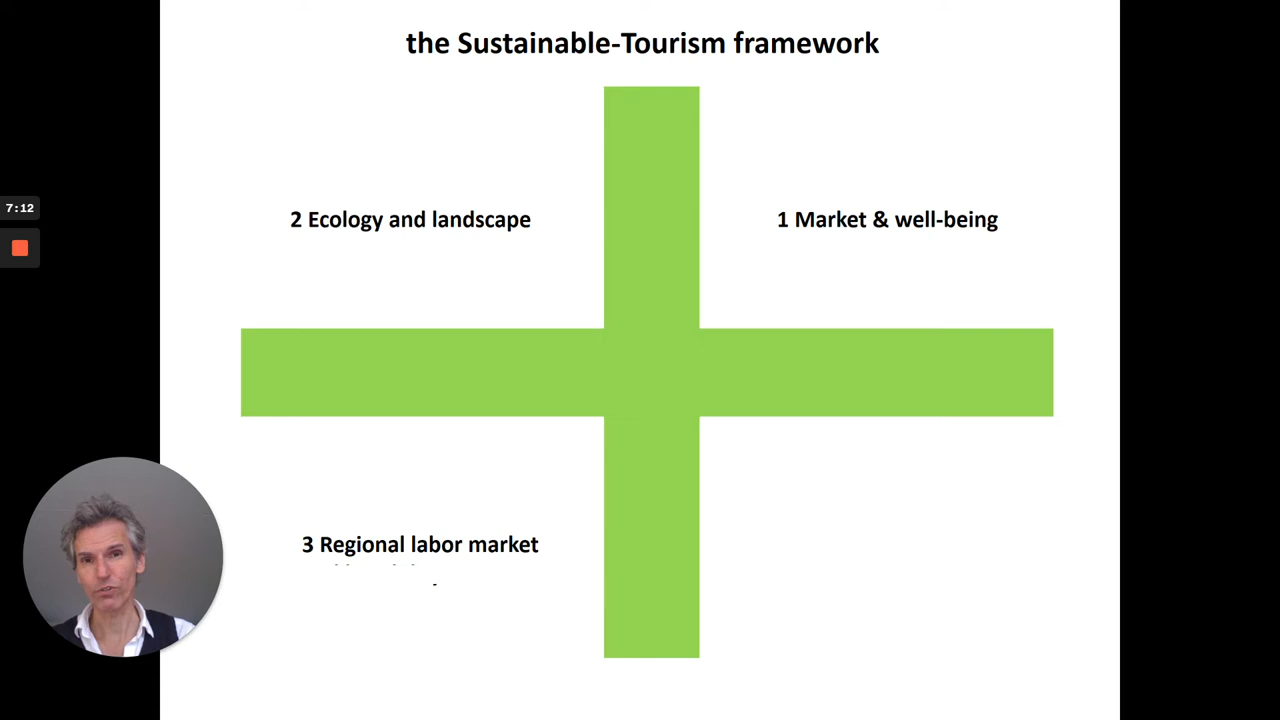 the Sustainable-Tourism framework
7:12
2 Ecology and landscape
1 Market & well-being
3 Regional labor market